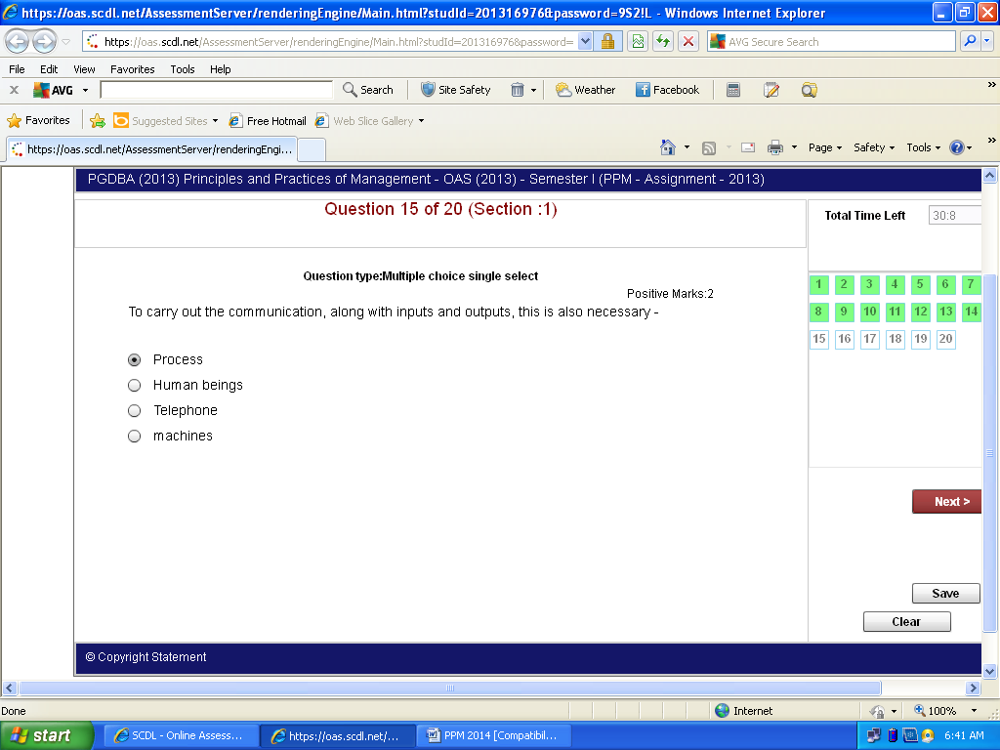 https://oas.scdl.net/AssessmentServer/renderingEngine/Main.html?studId=201316976&password=9S2!L - Windows Internet Explorer
https://oas.scdl.net/AssessmentServer/renderingEngine/Main.html?studId=201316976&password=
AVG Secure Search
File Edit View Favorites Tools Help
x AVG Search Site Safety Weather Facebook »
Favorites Suggested Sites Free Hotmail Web Slice Gallery
https://oas.scdl.net/AssessmentServer/renderingEngi... Page Safety Tools »
PGDBA (2013) Principles and Practices of Management - OAS (2013) - Semester I (PPM - Assignment - 2013)
Question 15 of 20 (Section :1)
Total Time Left 30:8
Question type:Multiple choice single select
Positive Marks:2
To carry out the communication, along with inputs and outputs, this is also necessary -
Process
Human beings
Telephone
machines
1 2 3 4 5 6 7
8 9 10 11 12 13 14
15 16 17 18 19 20
Next >
Save
Clear
© Copyright Statement
Done Internet 100%
start SCDL - Online Assess... https://oas.scdl.net/... PPM 2014 [Compatibil... 6:41 AM